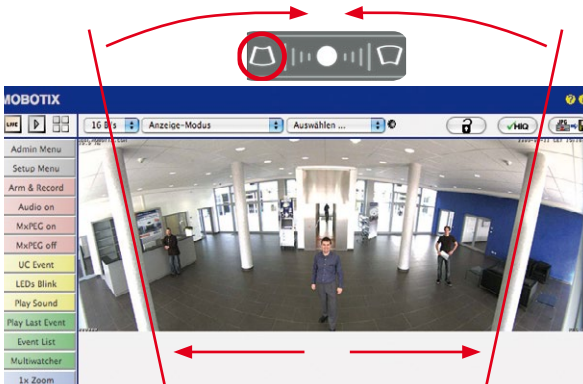 MOBOTIX
LIVE
16 B/s
Anzeige-Modus
Auswählen ...
HIQ
Admin Menu
Setup Menu
Arm & Record
Audio on
MxPEG on
MxPEG off
UC Event
LEDs Blink
Play Sound
Play Last Event
Event List
Multiwatcher
1x Zoom